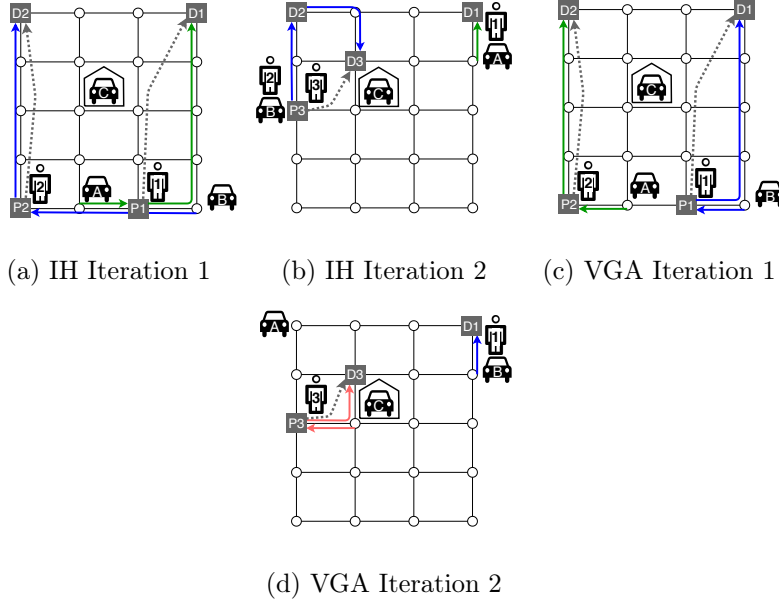 D2 D1
C
2 A 1
P2 P1 B
(a) IH Iteration 1
D2 D1 1
D3 A
2 3 C
B P3
(b) IH Iteration 2
D2 D1
C
2 A 1
P2 P1 B
(c) VGA Iteration 1
A D1 1
D3 B
3 C
P3
(d) VGA Iteration 2